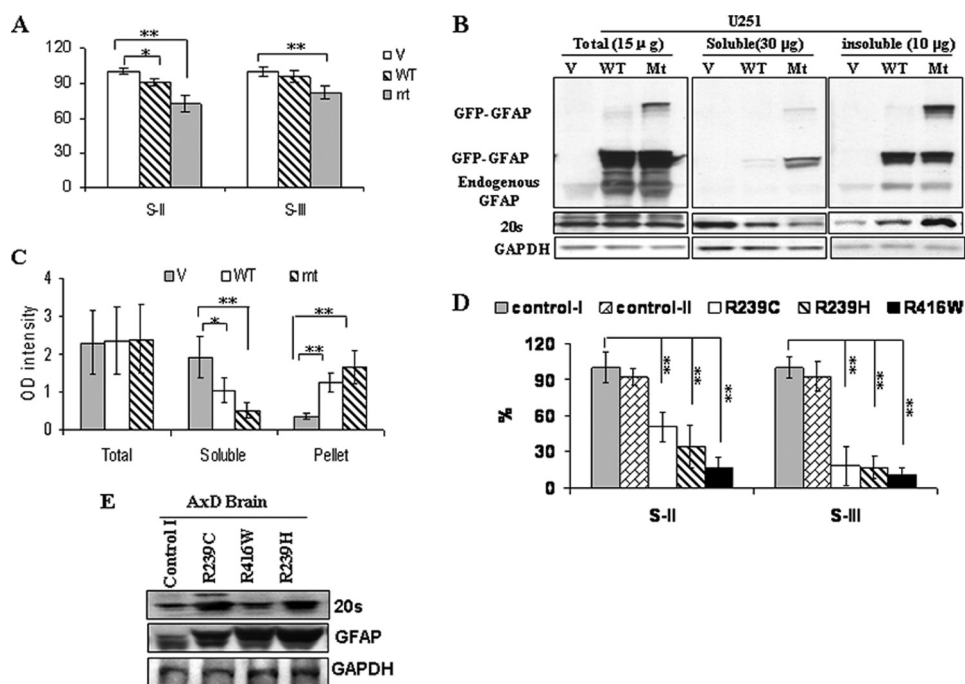 A
**
*
**
V
WT
mt
120
90
60
30
0
S-II
S-III
B
U251
Total (15 µ g)
Soluble(30 µg)
insoluble (10 µg)
V WT Mt
V WT Mt
V WT Mt
GFP-GFAP
GFP-GFAP
Endogenous
GFAP
20s
GAPDH
C
V WT mt
OD intensity
4
3
2
1
0
**
*
**
**
Total
Soluble
Pellet
D
control-I control-II R239C R239H R416W
%
120
90
60
30
0
**
**
**
**
**
**
S-II
S-III
E
AxD Brain
Control I
R239C
R416W
R239H
20s
GFAP
GAPDH